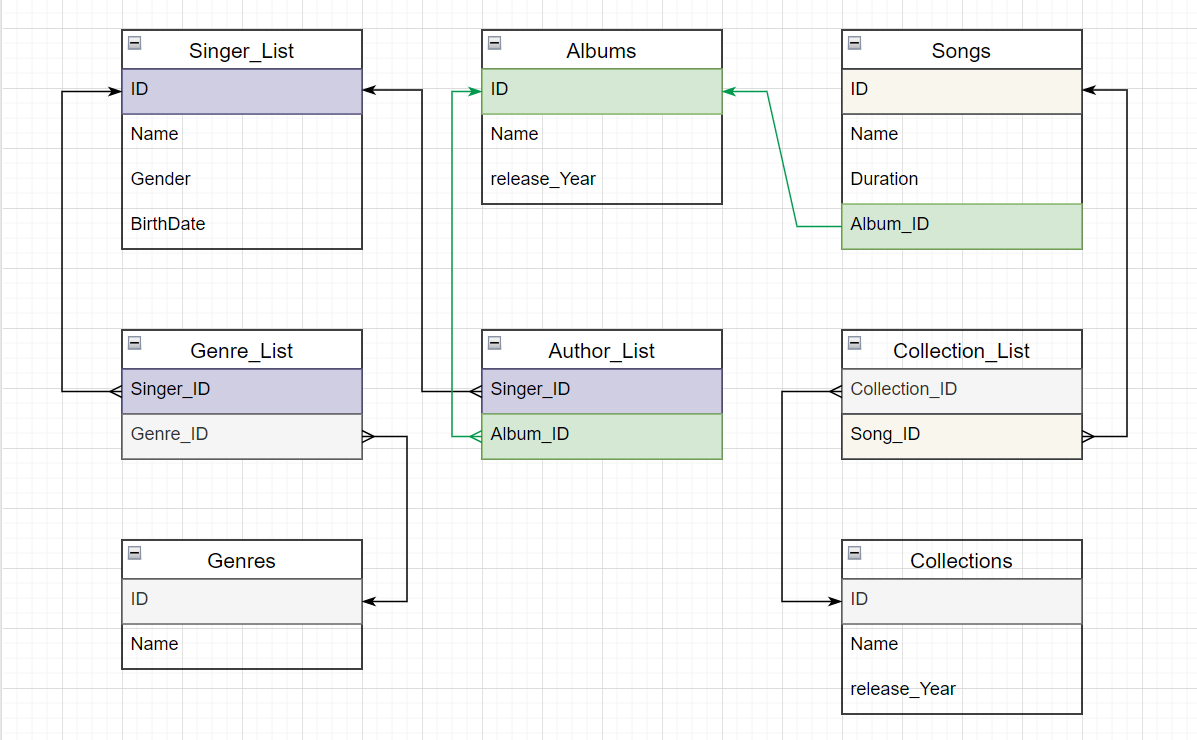 Singer_List
ID
Name
Gender
BirthDate
Albums
ID
Name
release_Year
Songs
ID
Name
Duration
Album_ID
Genre_List
Singer_ID
Genre_ID
Author_List
Singer_ID
Album_ID
Collection_List
Collection_ID
Song_ID
Genres
ID
Name
Collections
ID
Name
release_Year